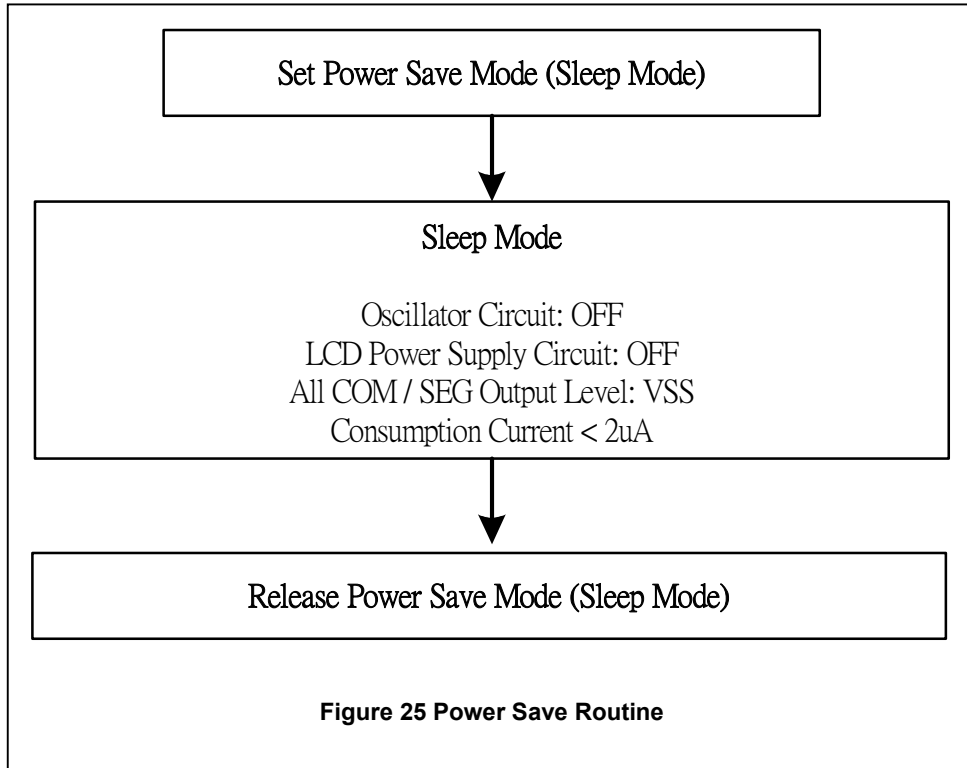 Set Power Save Mode (Sleep Mode)
Sleep Mode
Oscillator Circuit: OFF
LCD Power Supply Circuit: OFF
All COM / SEG Output Level: VSS
Consumption Current < 2uA
Release Power Save Mode (Sleep Mode)
Figure 25 Power Save Routine